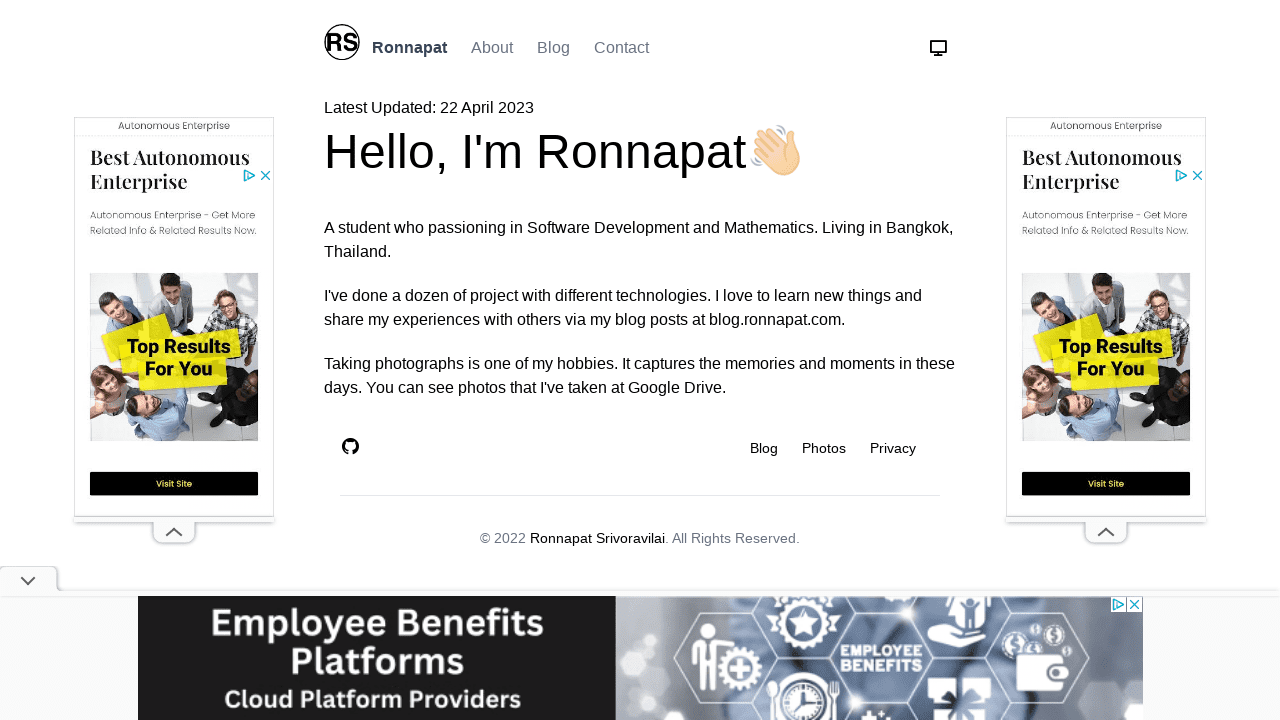 RS
Ronnapat About Blog Contact
Latest Updated: 22 April 2023
Hello, I'm Ronnapat
A student who passioning in Software Development and Mathematics. Living in Bangkok,
Thailand.
I've done a dozen of project with different technologies. I love to learn new things and
share my experiences with others via my blog posts at blog.ronnapat.com.
Taking photographs is one of my hobbies. It captures the memories and moments in these
days. You can see photos that I've taken at Google Drive.
Blog Photos Privacy
© 2022 Ronnapat Srivoravilai. All Rights Reserved.
Autonomous Enterprise
Best Autonomous
Enterprise
Autonomous Enterprise - Get More
Related Info & Related Results Now.
Top Results
For You
Visit Site
Autonomous Enterprise
Best Autonomous
Enterprise
Autonomous Enterprise - Get More
Related Info & Related Results Now.
Top Results
For You
Visit Site
Employee Benefits
Platforms
Cloud Platform Providers
EMPLOYEE
BENEFITS